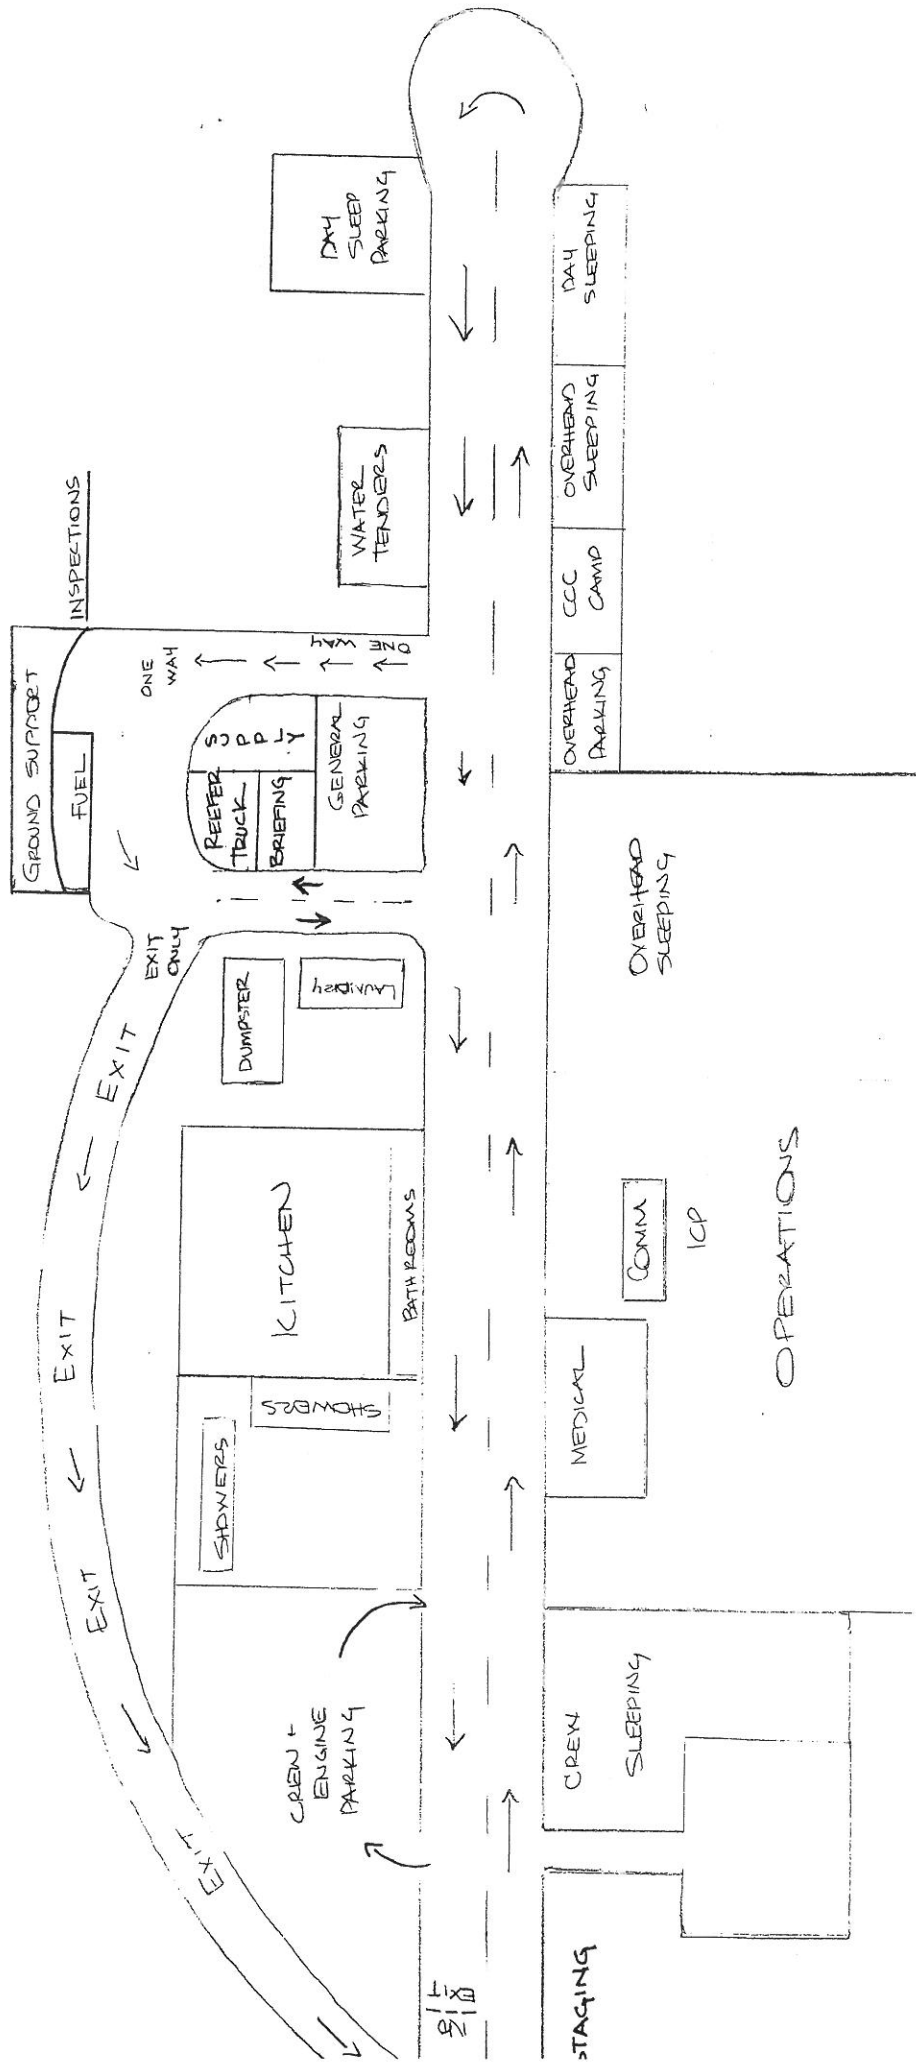 DAY
SLEEP
PARKING
DAY
SLEEPING
WATER
TENDERS
OVERHEAD
SLEEPING
CCC
CAMP
OVERHEAD
PARKING
INSPECTIONS
GROUND SUPPORT
FUEL
ONE
WAY
ONE
WAY
SUPPLY
REEFER
TRUCK
BRIEFING
GENERAL
PARKING
EXIT
ONLY
EXIT
DUMPSTER
LAUNDRY
OVERHEAD
SLEEPING
KITCHEN
BATHROOMS
COMM
ICP
OPERATIONS
EXIT
SHOWERS
SHOWERS
MEDICAL
EXIT
CREW +
ENGINE
PARKING
CREW
SLEEPING
EXIT
NO
EXIT